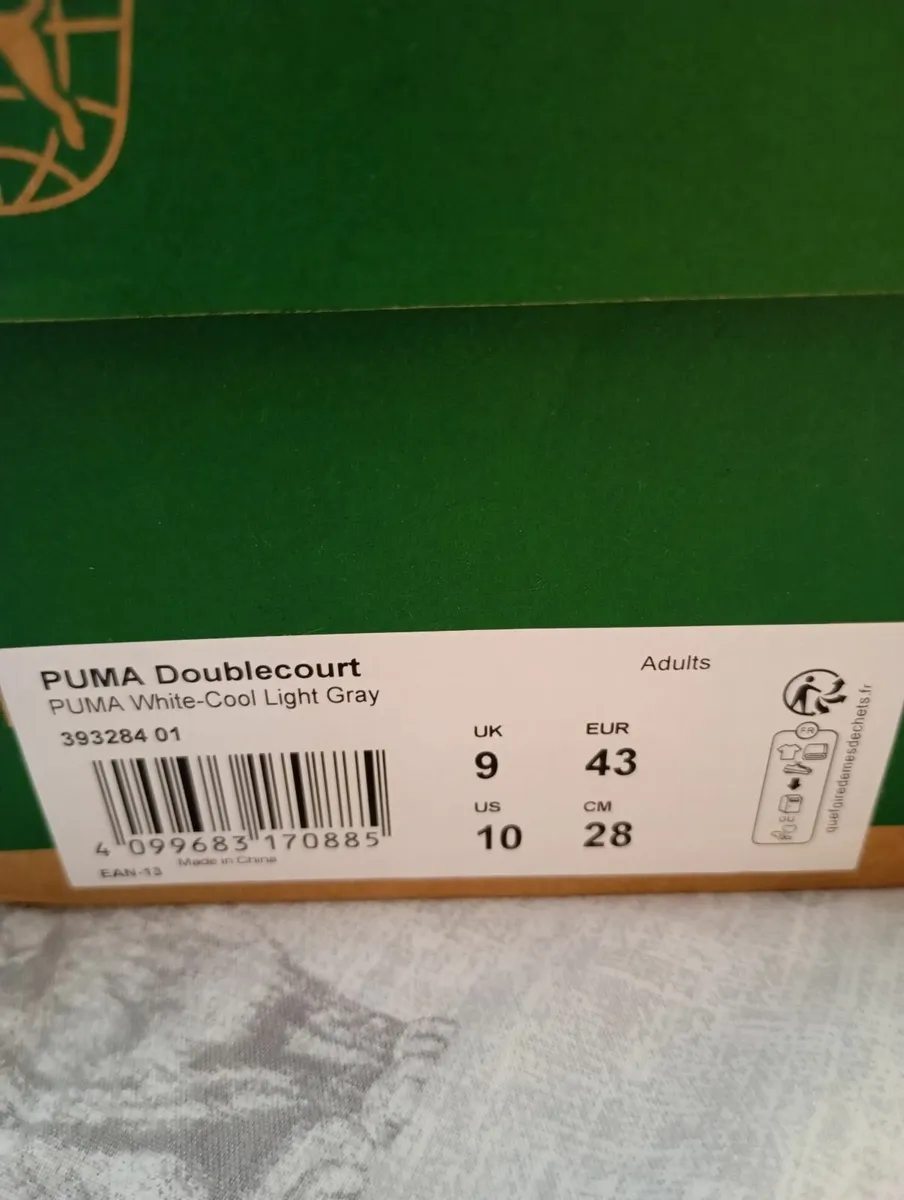 PUMA Doublecourt
PUMA White-Cool Light Gray
393284 01
4 099683 170885
Made in China
EAN-13
Adults
UK
9
EUR
43
US
10
CM
28
FR
quefairedemesdechets.fr